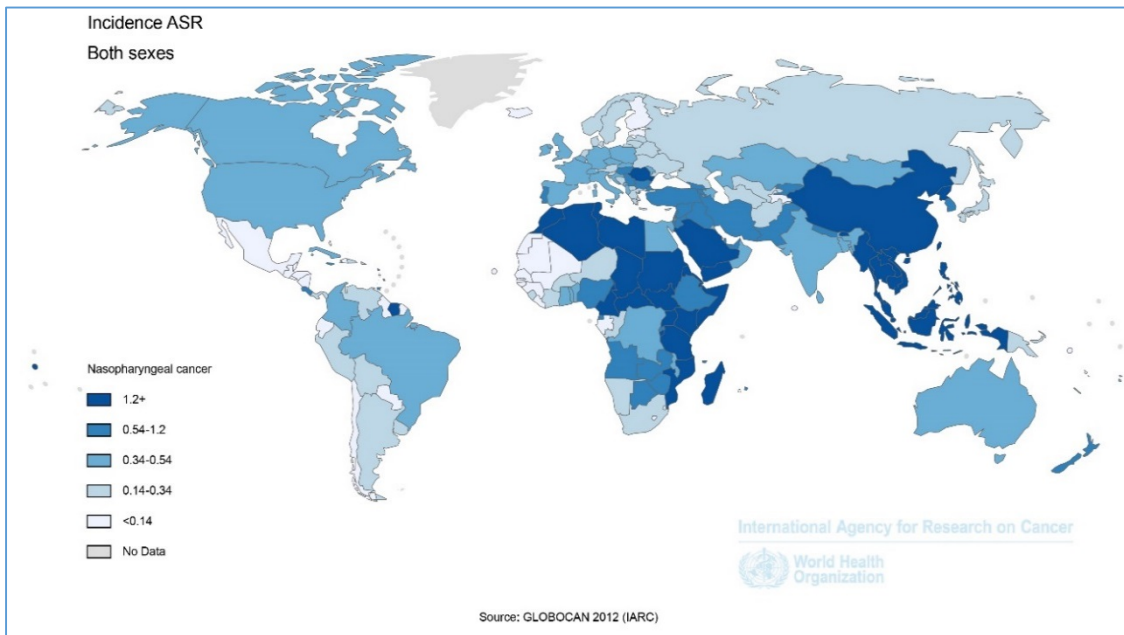 Incidence ASR
Both sexes
Nasopharyngeal cancer
1.2+
0.54-1.2
0.34-0.54
0.14-0.34
<0.14
No Data
International Agency for Research on Cancer
World Health
Organization
Source: GLOBOCAN 2012 (IARC)